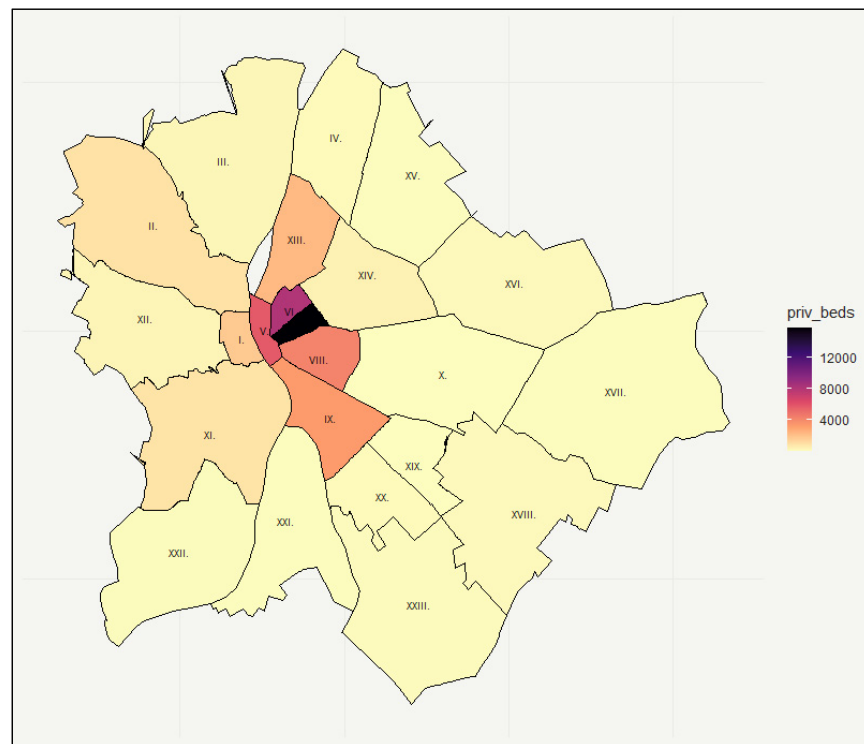 IV.
III.
XV.
II.
XIII.
XIV.
XVI.
priv_beds
VI.
XII.
I.
V.
12000
VIII.
8000
X.
XVII.
4000
IX.
XI.
XIX.
XX.
XVIII.
XXI.
XXII.
XXIII.